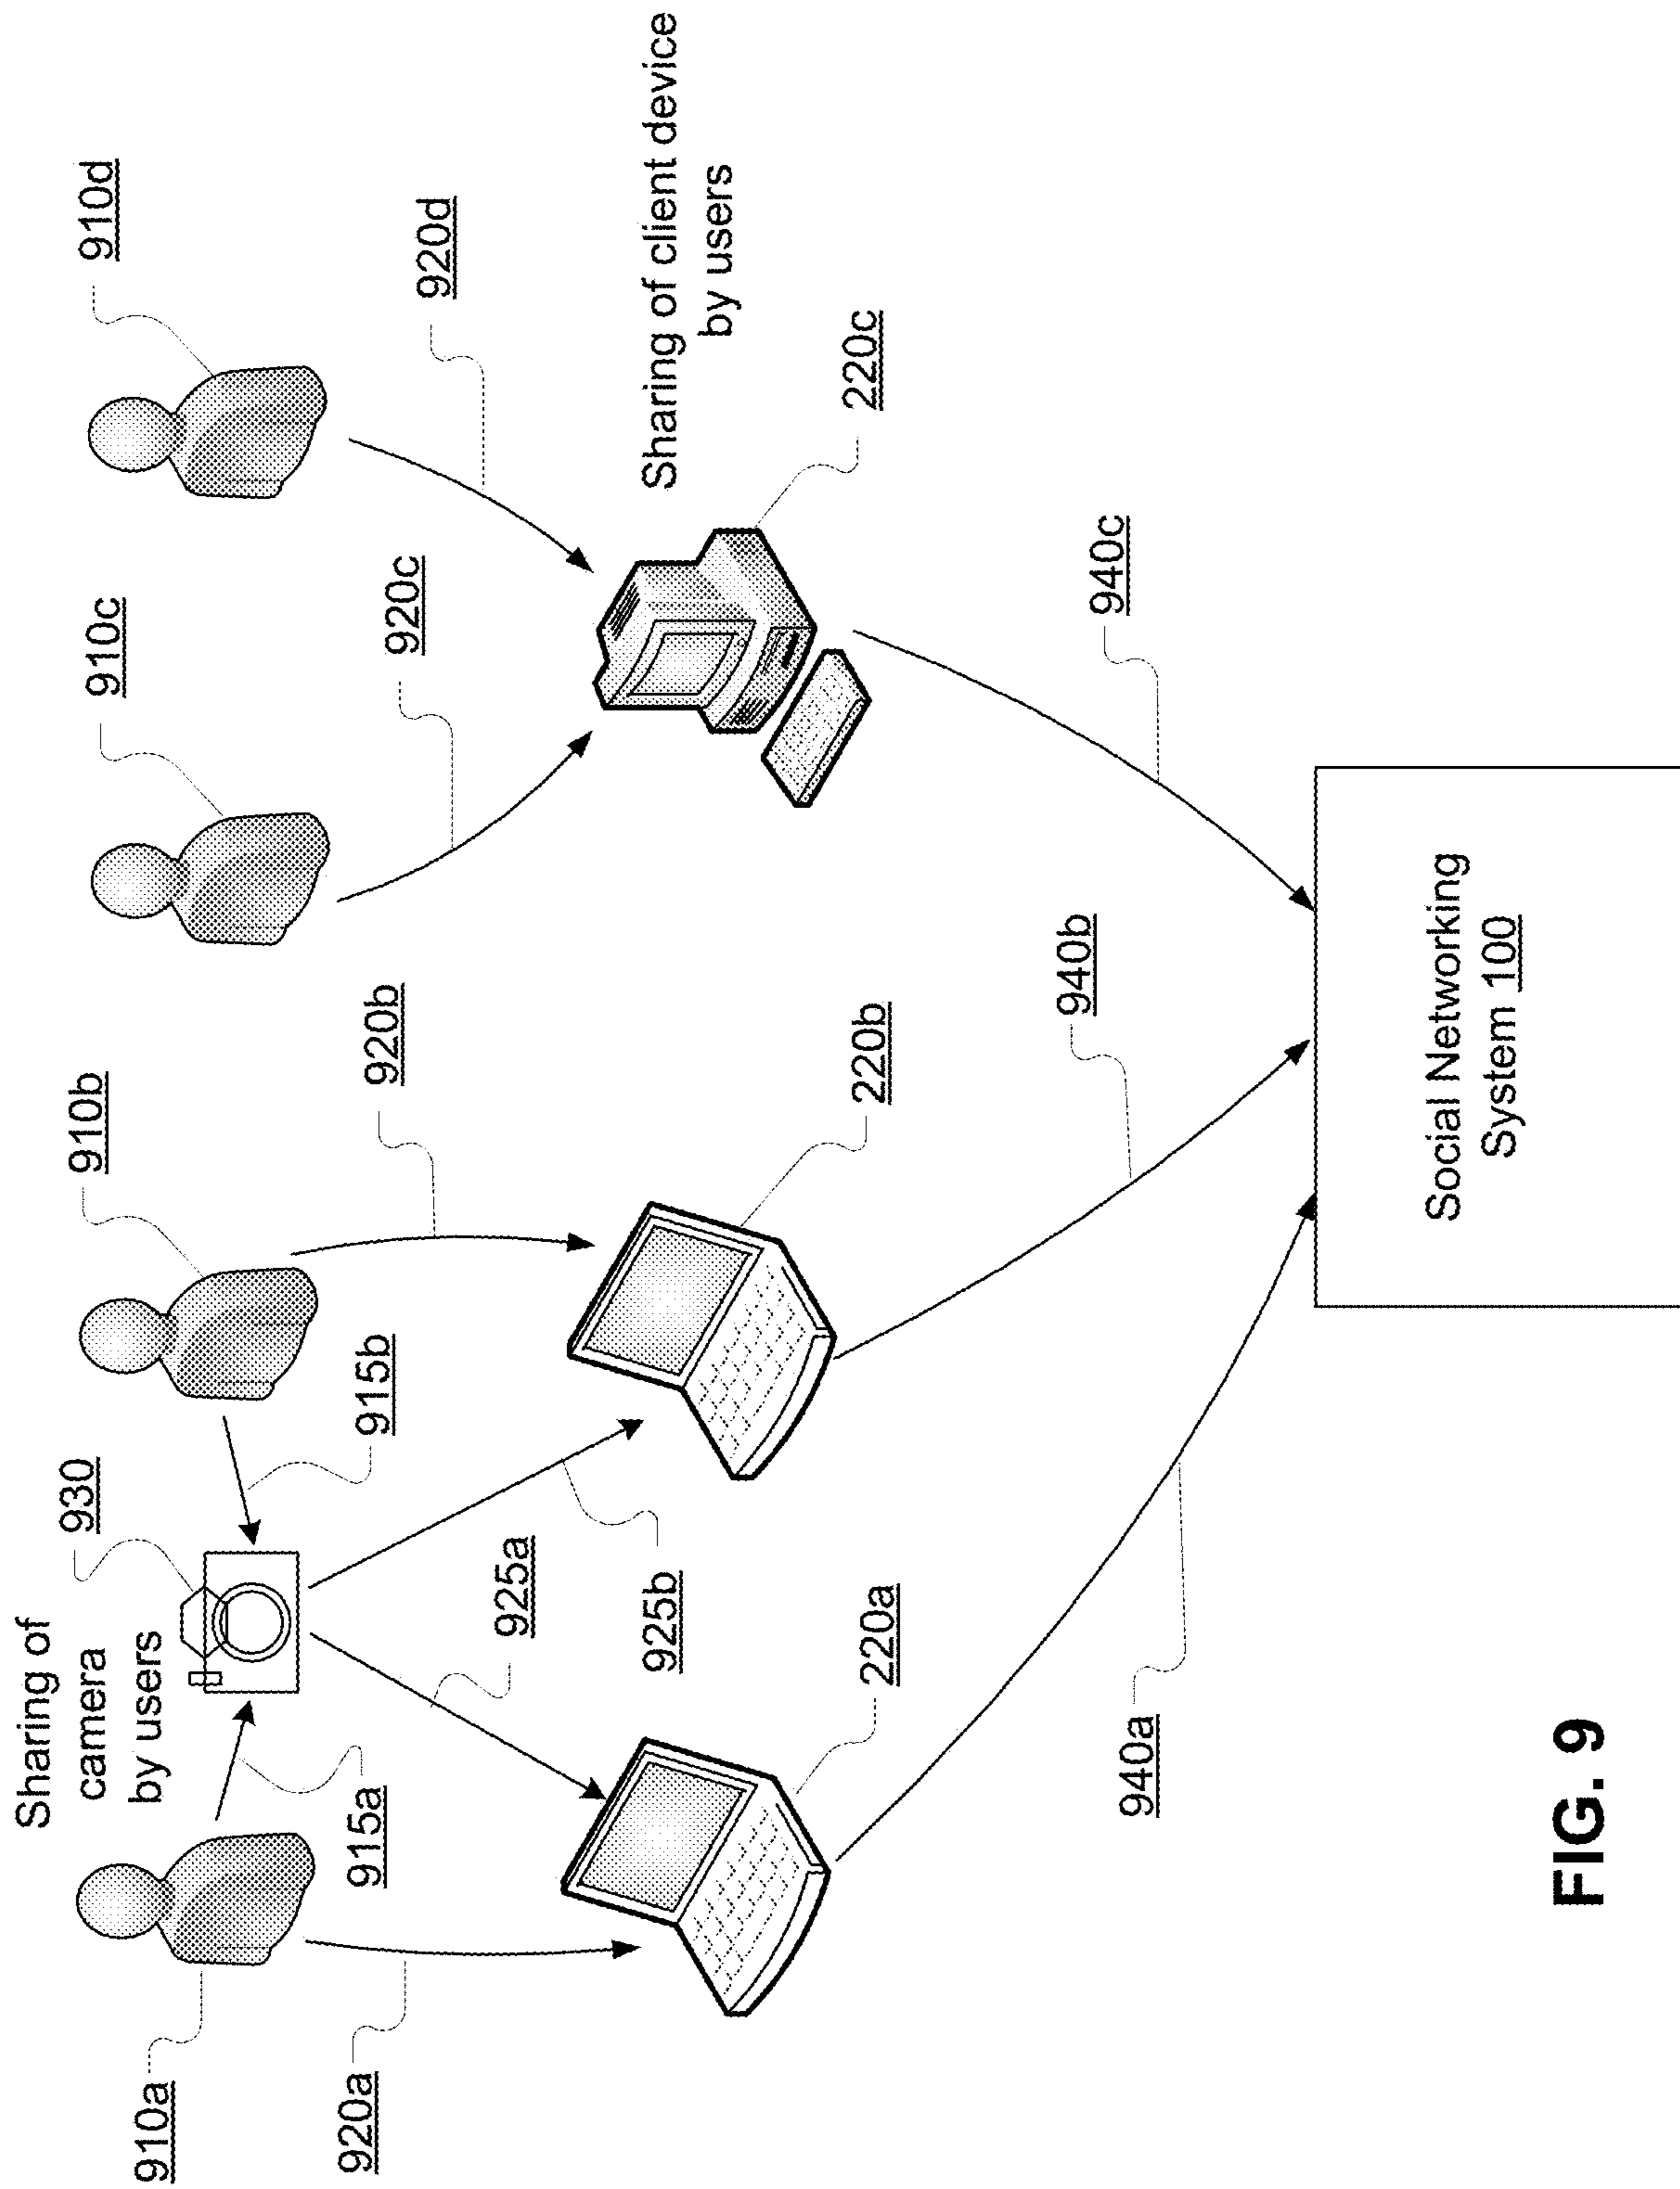 Sharing of
camera
by users
910a
915a
930
915b
910b
910c
910d
920a
925a
925b
920b
920c
920d
Sharing of client device
by users
220a
220b
220c
940a
940b
940c
Social Networking
System 100
FIG. 9